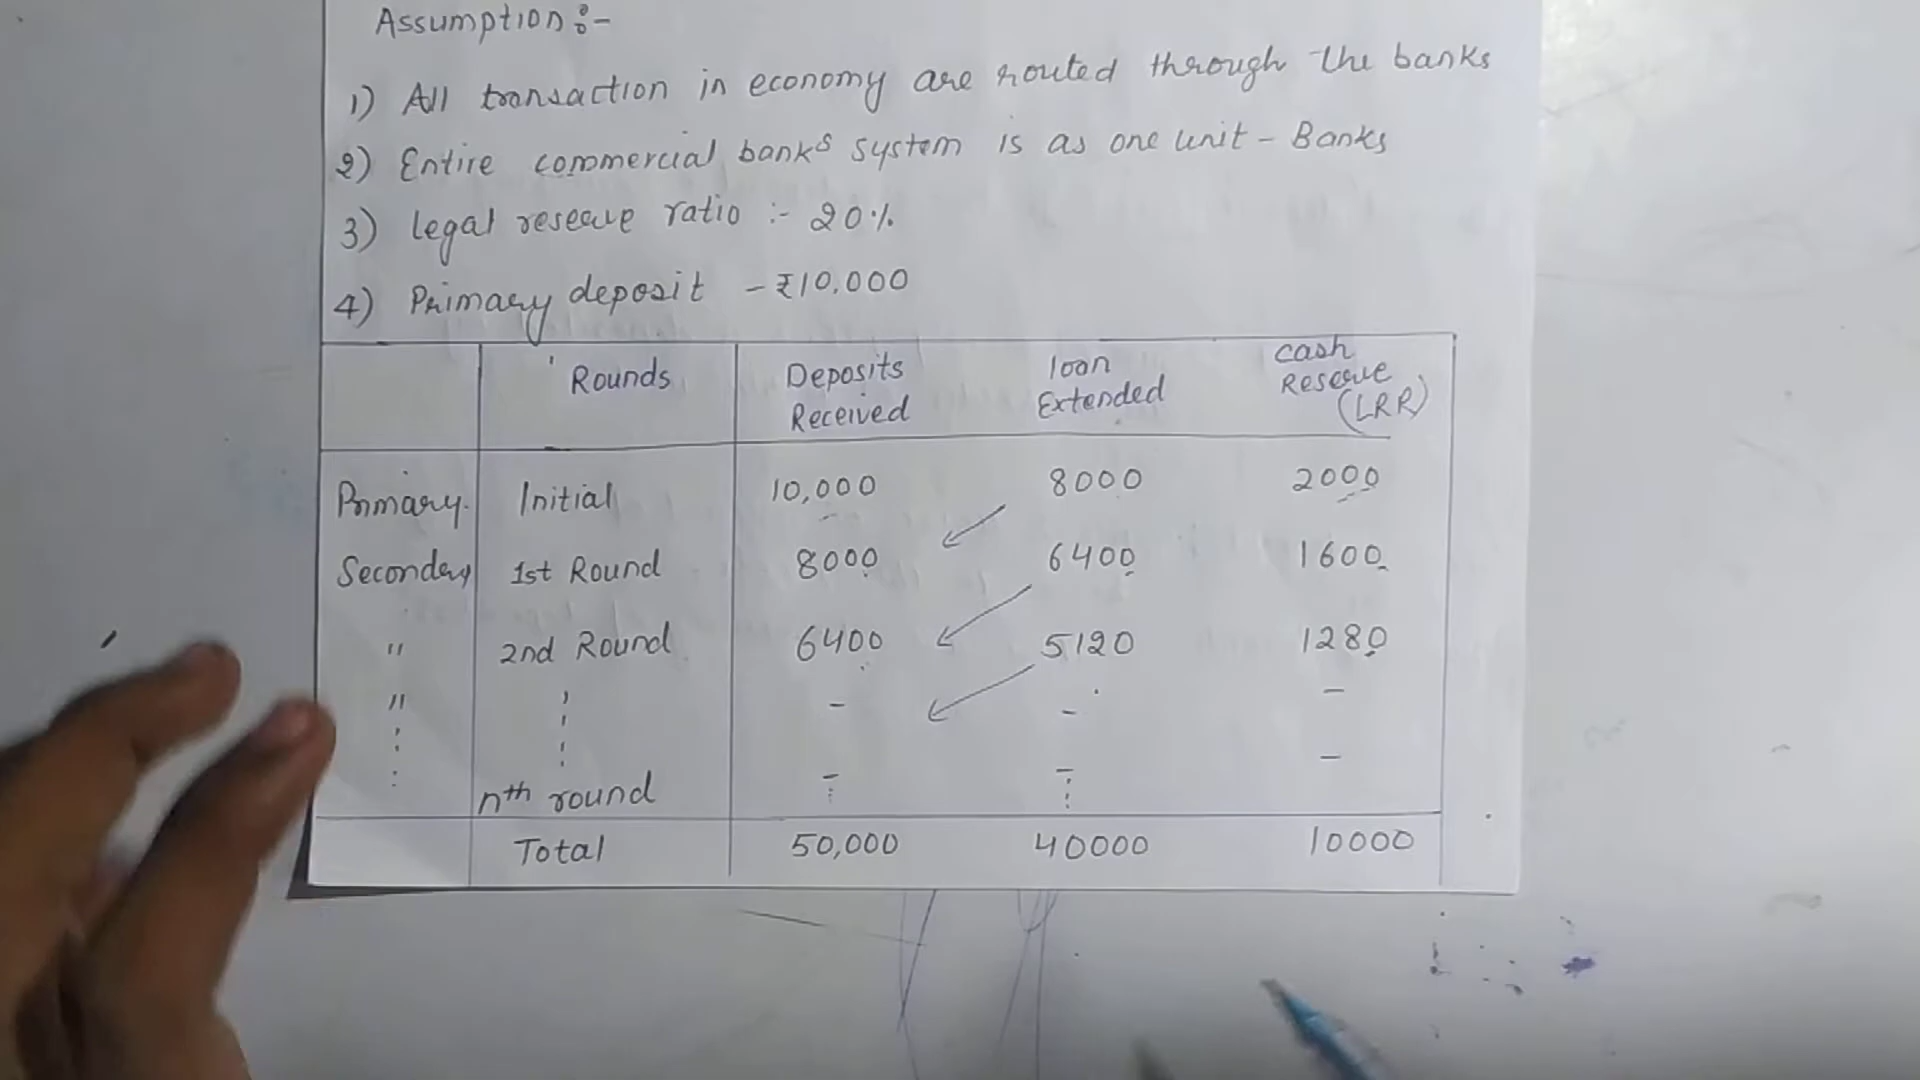 Assumption :-
1) All transaction in economy are routed through the banks
2) Entire commercial banks system is as one unit - Banks
3) legal reserve ratio :- 20%
4) Primary deposit - ₹10,000
Rounds Deposits Received loan Extended cash Reserve (LRR)
Primary Initial 10,000 8000 2000
Secondary 1st Round 8000 6400 1600
" 2nd Round 6400 5120 1280
" - - -
nth round - - -
Total 50,000 40000 10000